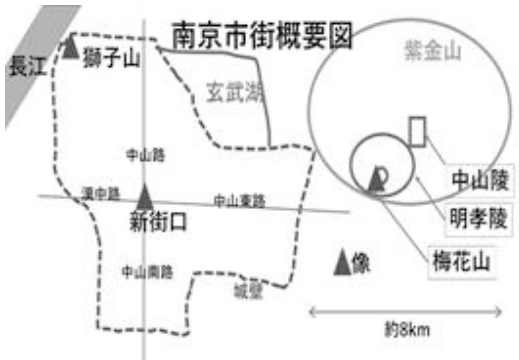 南京市街概要図
長江
獅子山
玄武湖
紫金山
中山路
漢中路
中山東路
新街口
中山南路
城壁
像
中山陵
明孝陵
梅花山
約8km